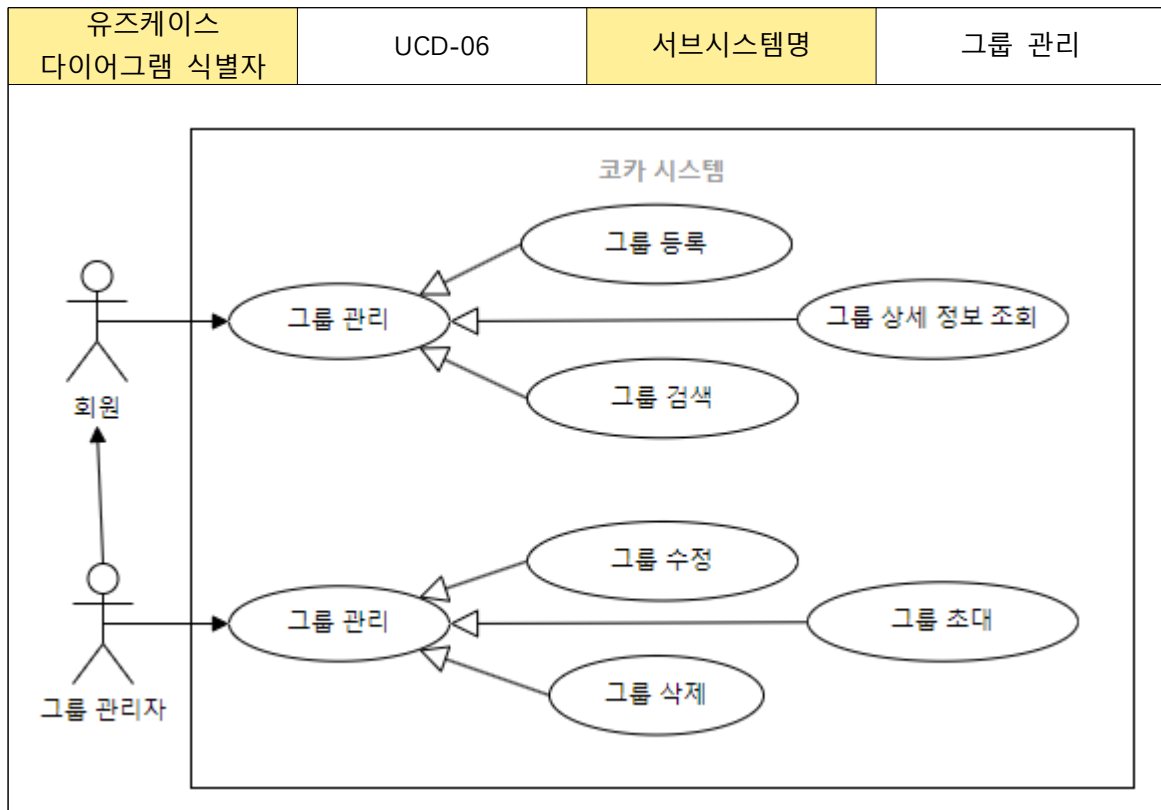 유즈케이스
다이어그램 식별자
UCD-06
서브시스템명
그룹 관리
코카 시스템
그룹 등록
그룹 관리
그룹 상세 정보 조회
그룹 검색
회원
그룹 수정
그룹 관리
그룹 초대
그룹 삭제
그룹 관리자